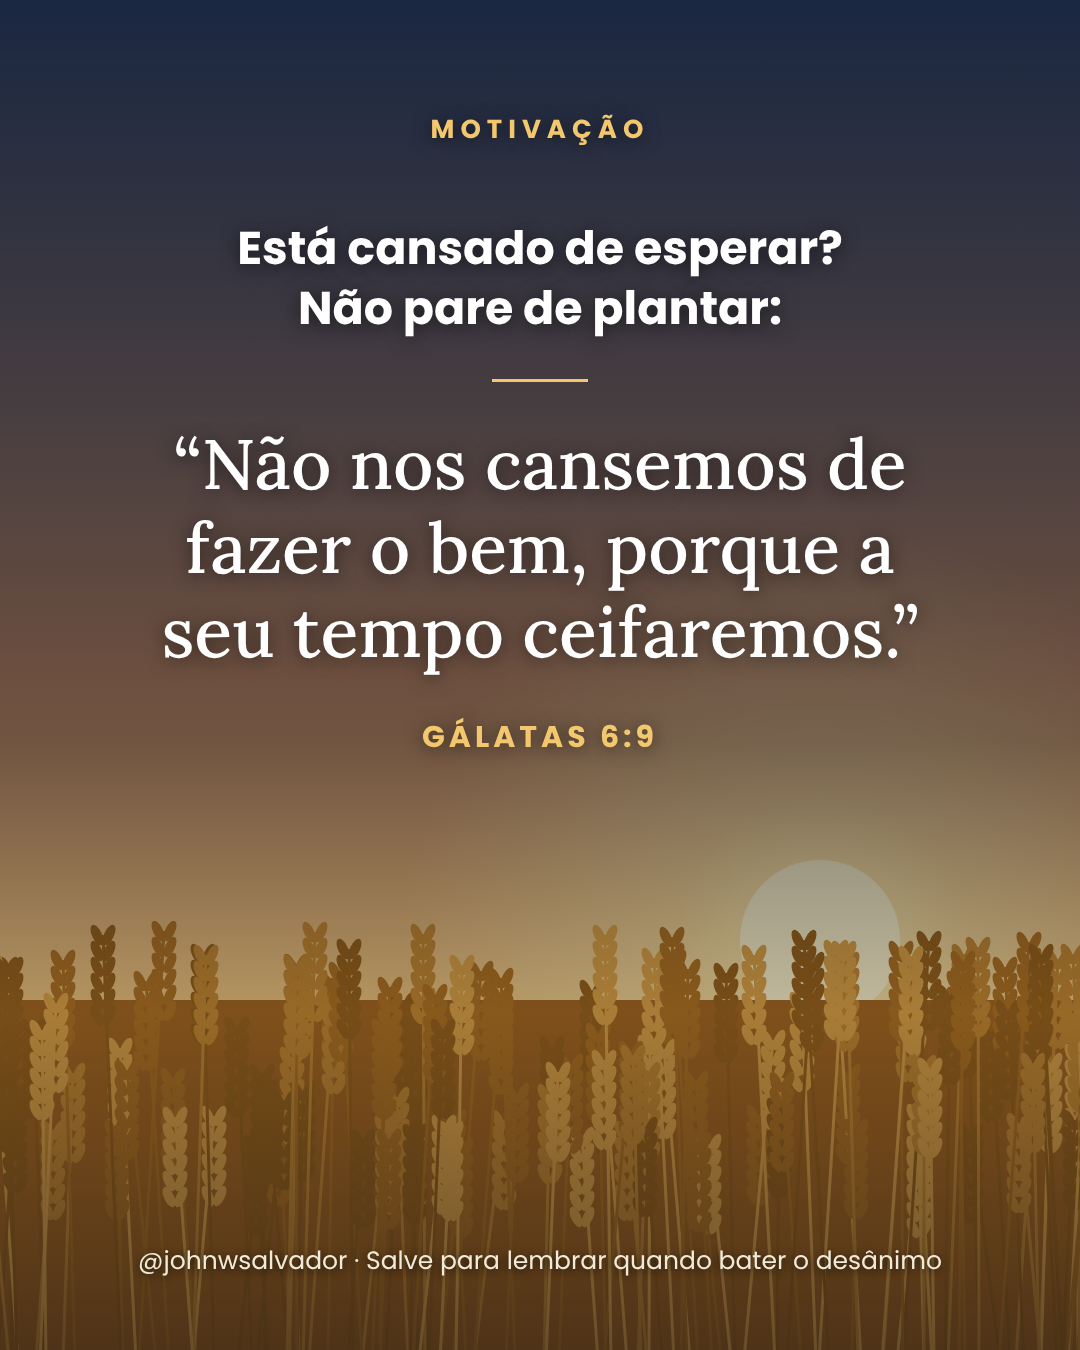 MOTIVAÇÃO
Está cansado de esperar?
Não pare de plantar:
“Não nos cansemos de
fazer o bem, porque a
seu tempo ceifaremos.”
GÁLATAS 6:9
@johnwsalvador · Salve para lembrar quando bater o desânimo